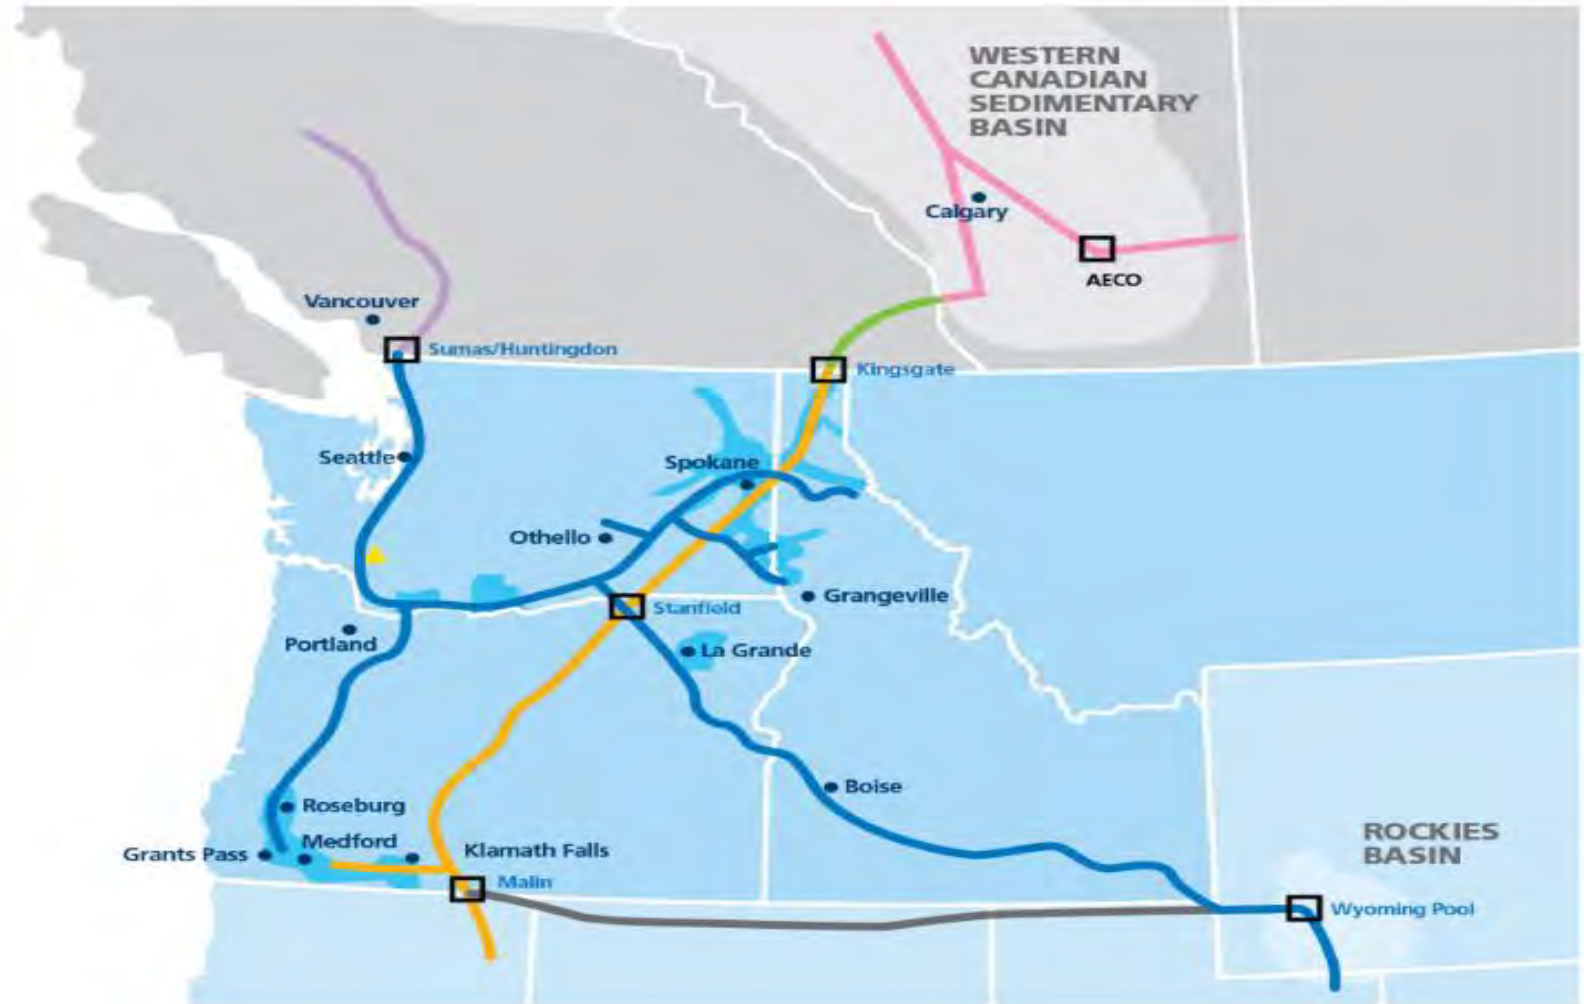 WESTERN
CANADIAN
SEDIMENTARY
BASIN
Calgary
AECO
Vancouver
Sumas/Huntingdon
Kingsgate
Seattle
Spokane
Othello
Grangeville
Stanfield
Portland
La Grande
Boise
Roseburg
Medford
Grants Pass
Klamath Falls
Malin
ROCKIES
BASIN
Wyoming Pool